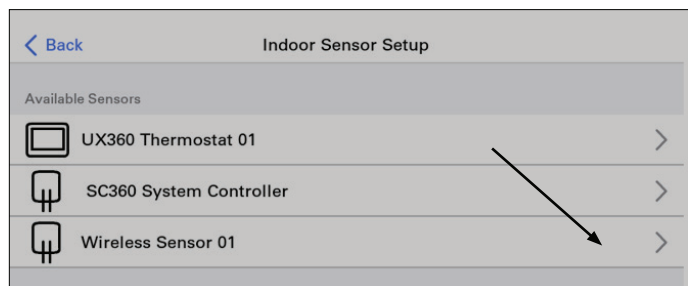 Back
Indoor Sensor Setup
Available Sensors
UX360 Thermostat 01
SC360 System Controller
Wireless Sensor 01